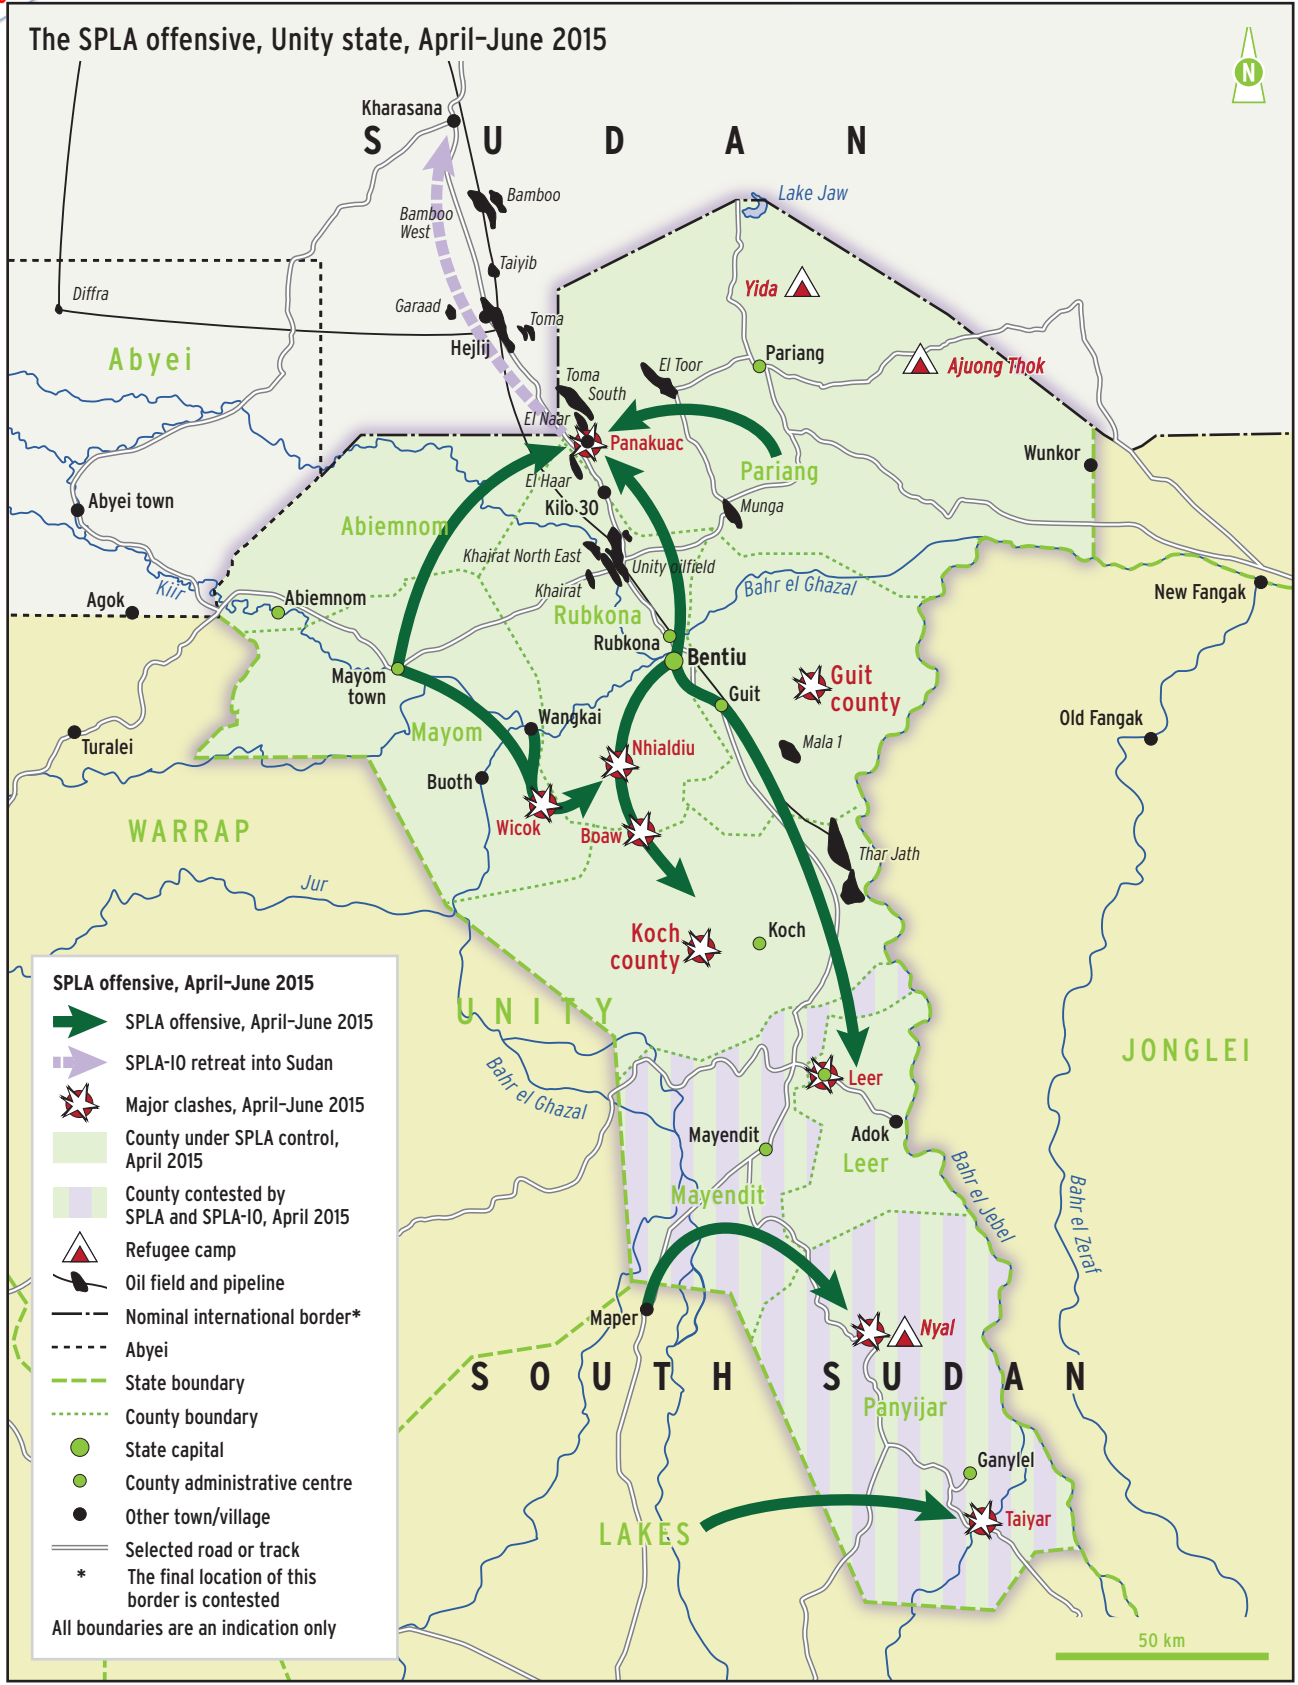 The SPLA offensive, Unity state, April–June 2015
N
Kharasana
S U D A N
Lake Jaw
Bamboo
Bamboo
West
Taiyib
Yida
Diffra
Garaad
Toma
Hejlij
Abyei
Pariang
El Toor
Ajuong Thok
Toma
South
El Naar
Panakuac
Wunkor
Pariang
El Haar
Abyei town
Kilo 30
Munga
Abiemnom
Khairat North East
Unity oilfield
Khairat
Kiir
Bahr el Ghazal
New Fangak
Agok
Abiemnom
Rubkona
Rubkona
Bentiu
Mayom
town
Guit
county
Guit
Old Fangak
Wangkai
Mayom
Turalei
Nhialdiu
Mala 1
Buoth
Wicok
Boaw
WARRAP
Thar Jath
Jur
Koch
county
Koch
UNITY
JONGLEI
Bahr el Ghazal
Leer
Mayendit
Adok
Leer
Bahr el Jebel
Bahr el Zeraf
Mayendit
Maper
Nyal
SOUTH SUDAN
Panyijar
Ganylel
Taiyar
LAKES
50 km
SPLA offensive, April–June 2015
SPLA offensive, April–June 2015
SPLA-IO retreat into Sudan
Major clashes, April–June 2015
County under SPLA control,
April 2015
County contested by
SPLA and SPLA-IO, April 2015
Refugee camp
Oil field and pipeline
Nominal international border*
Abyei
State boundary
County boundary
State capital
County administrative centre
Other town/village
Selected road or track
* The final location of this
border is contested
All boundaries are an indication only